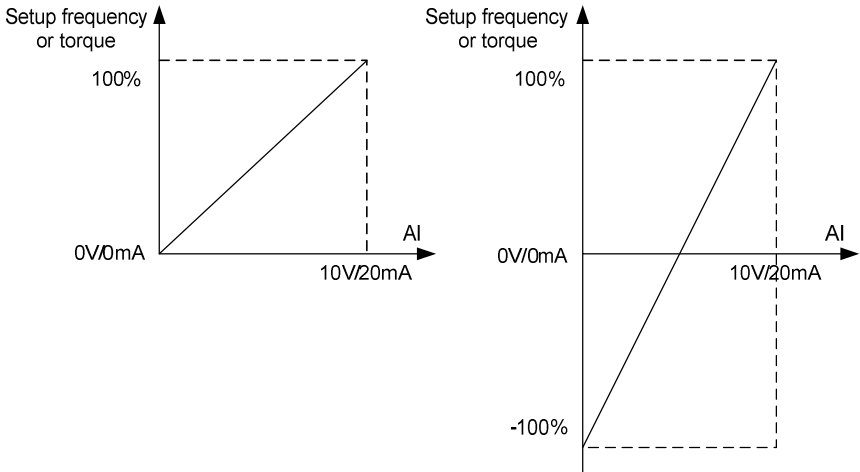 Setup frequency
or torque
100%
0V/0mA
AI
10V/20mA
Setup frequency
or torque
100%
0V/0mA
AI
10V/20mA
-100%